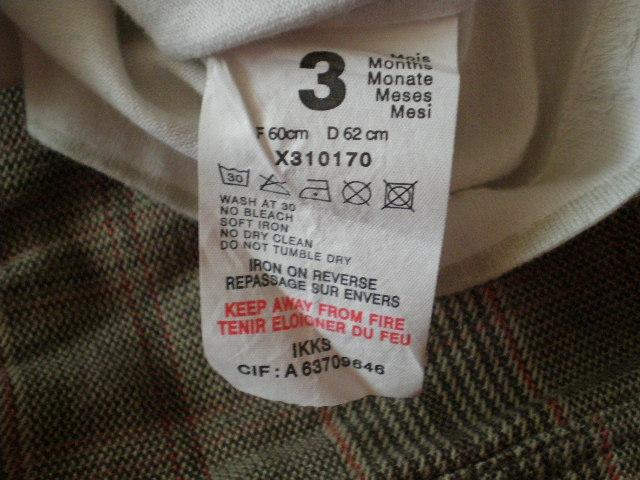 3
Mois
Months
Monate
Meses
Mesi
F 60cm D 62 cm
X310170
30
WASH AT 30
NO BLEACH
SOFT IRON
NO DRY CLEAN
DO NOT TUMBLE DRY
IRON ON REVERSE
REPASSAGE SUR ENVERS
KEEP AWAY FROM FIRE
TENIR ELOIGNER DU FEU
IKKS
CIF : A 63709646